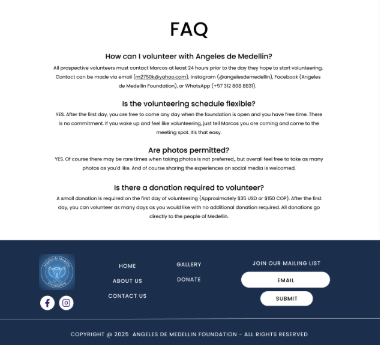 FAQ
How can I volunteer with Angeles de Medellin?
All prospective volunteers must contact Marcos at least 24 hours prior to the day they hope to start volunteering.
Contact can be made via email (m2750k@yahoo.com), Instagram (@angelesdemedellin), Facebook (Angeles
de Medellin Foundation), or WhatsApp (+57 312 808 8831).
Is the volunteering schedule flexible?
YES. After the first day, you are free to come any day when the foundation is open and you have free time. There
is no commitment. If you wake up and feel like volunteering, just tell Marcos you are coming and come to the
meeting spot. It's that easy.
Are photos permitted?
YES. Of course there may be rare times when taking photos is not preferred, but overall feel free to take as many
photos as you'd like. And of course sharing the experiences on social media is welcomed.
Is there a donation required to volunteer?
A small donation is required on the first day of volunteering (Approximately $35 USD or $150 COP). After the first
day, you can volunteer as many days as you would like with no additional donation required. All donations go
directly to the people of Medellin.
HOME
ABOUT US
CONTACT US
GALLERY
DONATE
JOIN OUR MAILING LIST
EMAIL
SUBMIT
COPYRIGHT @ 2025 ANGELES DE MEDELLIN FOUNDATION - ALL RIGHTS RESERVED